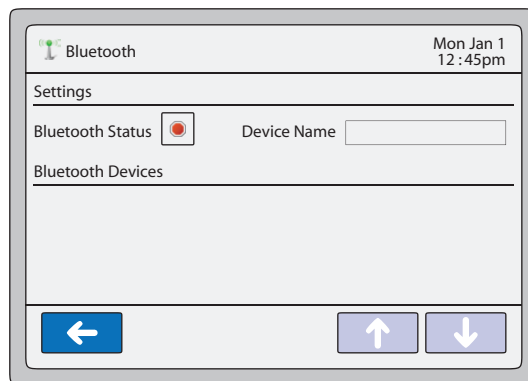 Bluetooth
Mon Jan 1
12:45pm
Settings
Bluetooth Status
Device Name
Bluetooth Devices